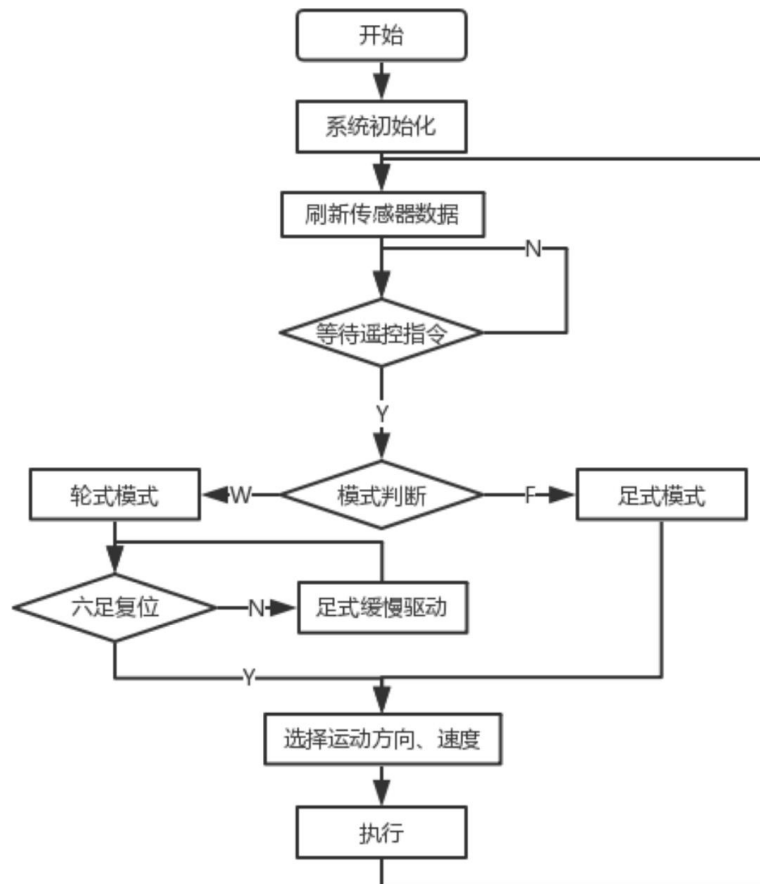 开始
系统初始化
刷新传感器数据
N
等待遥控指令
Y
轮式模式
W
模式判断
F
足式模式
六足复位
N
足式缓慢驱动
Y
选择运动方向、速度
执行